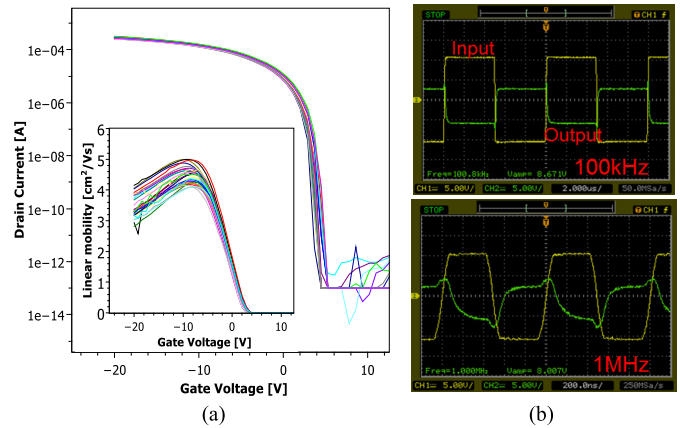 1e−04
1e−06
1e−08
1e−10
1e−12
1e−14
Drain Current [A]
−20
−10
0
10
Gate Voltage [V]
6
5
4
3
2
1
0
Linear mobility [cm²/Vs]
−20
−10
0
10
Gate Voltage [V]
(a)
STOP
CH1
Input
Output
100kHz
Freq=100.8kHz Vamp= 8.671V
CH1= 5.00V/ CH2= 5.00V/ 2.000us/ 50.0MSa/s
STOP
CH1
1MHz
Freq=1.000MHz Vamp= 8.007V
CH1= 5.00V/ CH2= 5.00V/ 200.0ns/ 250MSa/s
(b)